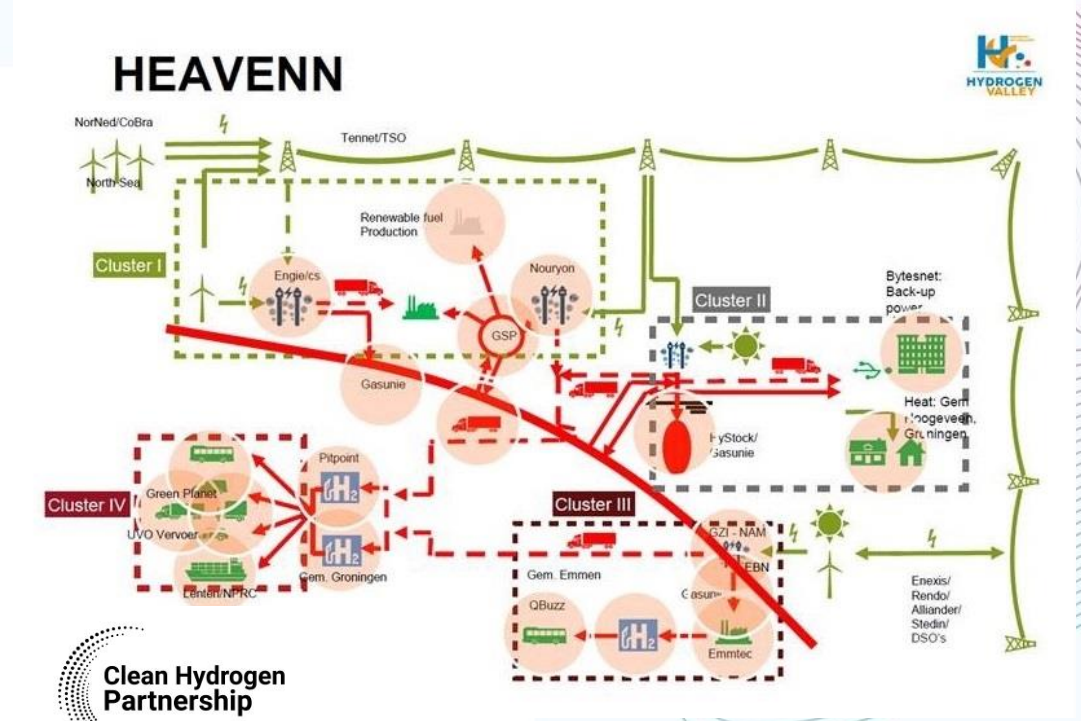 HEAVENN
HYDROGEN
VALLEY
NorNed/CoBra
North Sea
Tennet/TSO
Cluster I
Renewable fuel
Production
Engie/cs
Nouryon
GSP
Gasunie
Cluster II
Bytesnet:
Back-up
power
Heat: Gem
Hoogeveen,
Groningen
HyStock/
Gasunie
Cluster IV
Green Planet
UVO Vervoer
Lenten/NPRC
Pitpoint
H2
Gem. Groningen
H2
Cluster III
GZI - NAM
EBN
Gem. Emmen
Gasunie
QBuzz
H2
Emmtec
Enexis/
Rendo/
Alliander/
Stedin/
DSO's
Clean Hydrogen
Partnership